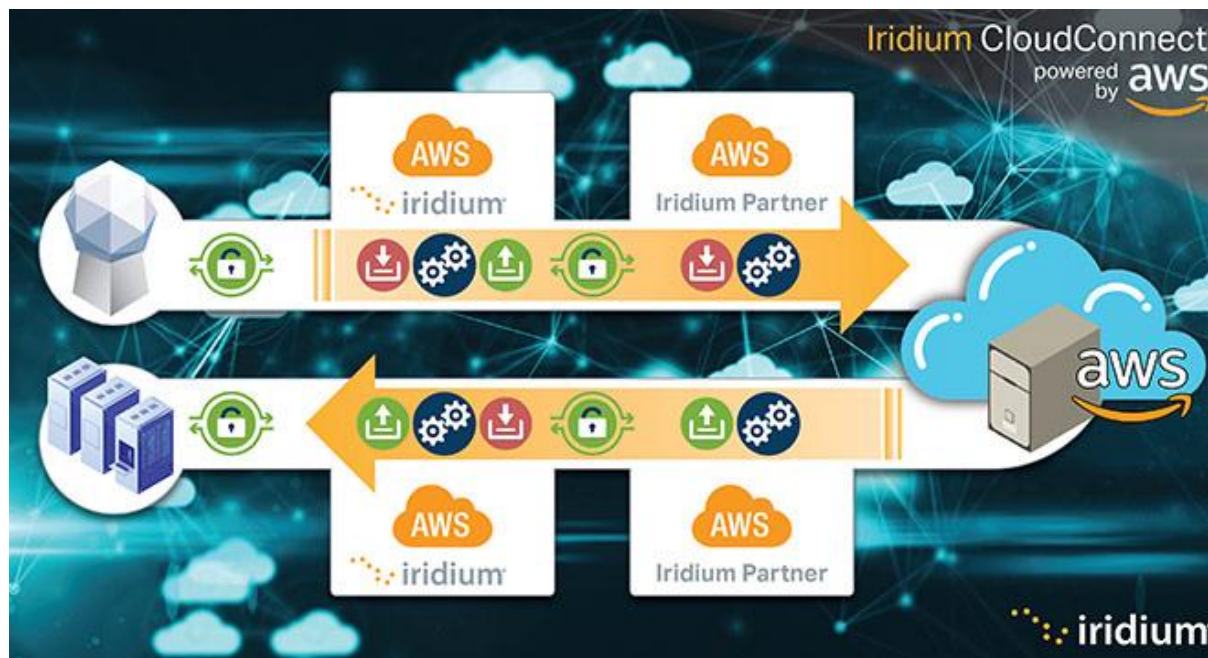 Iridium CloudConnect
powered
by aws
AWS
iridium
AWS
Iridium Partner
aws
AWS
iridium
AWS
Iridium Partner
iridium